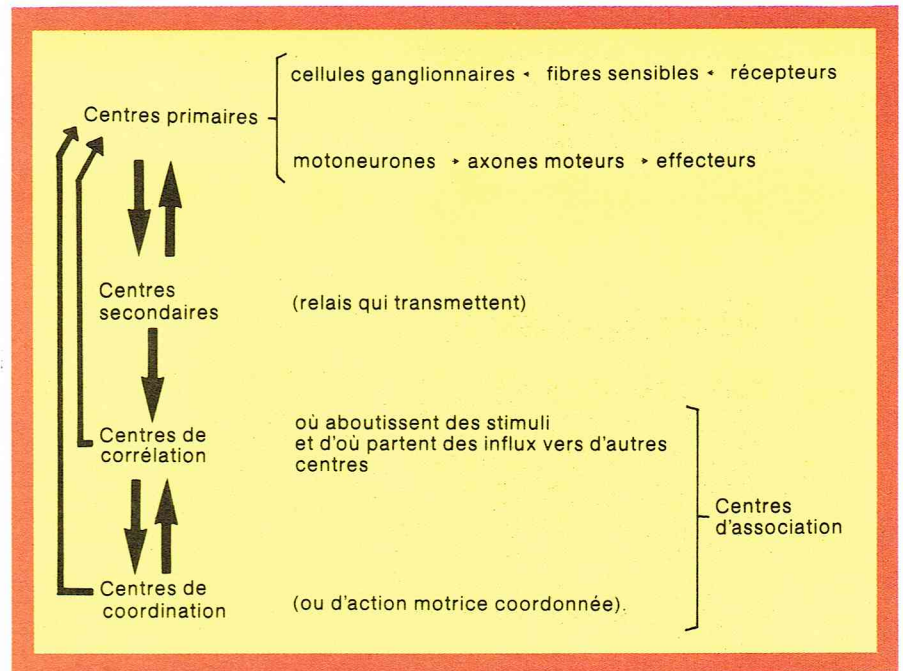 cellules ganglionnaires ◂ fibres sensibles ◂ récepteurs
Centres primaires
motoneurones ▸ axones moteurs ▸ effecteurs
Centres
secondaires
(relais qui transmettent)
Centres de
corrélation
où aboutissent des stimuli
et d'où partent des influx vers d'autres
centres
Centres
d'association
Centres de
coordination
(ou d'action motrice coordonnée).